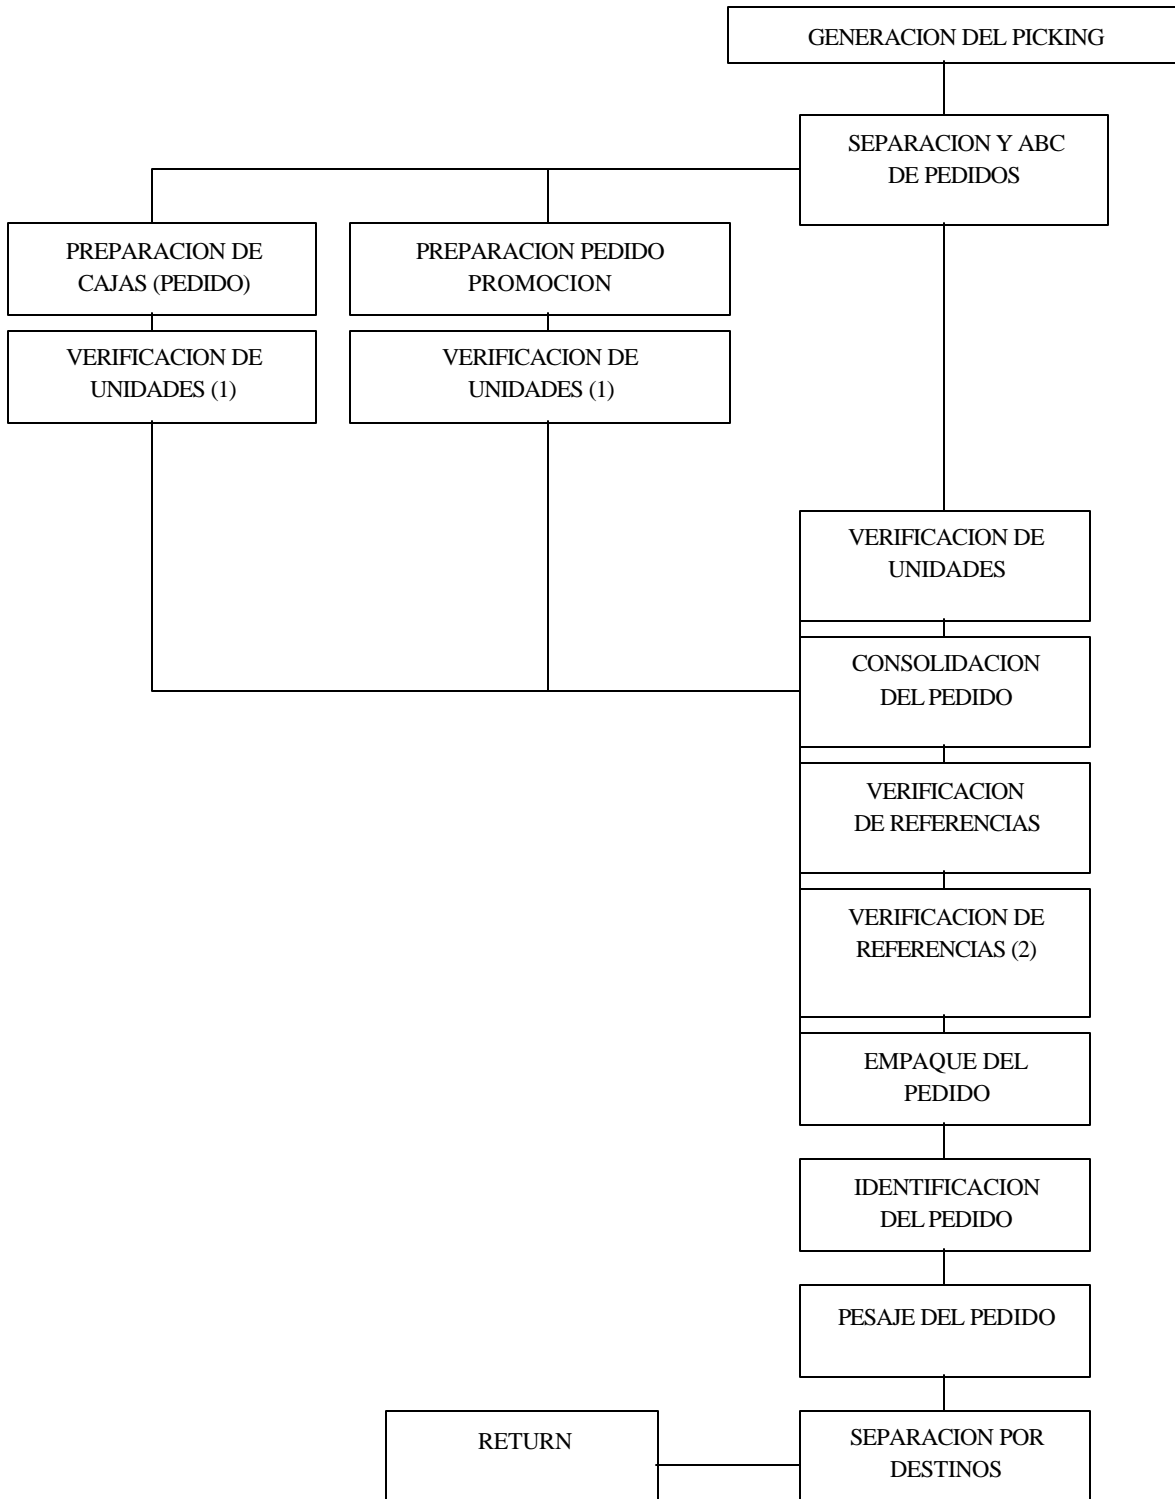 GENERACION DEL PICKING
SEPARACION Y ABC
DE PEDIDOS
PREPARACION DE
CAJAS (PEDIDO)
PREPARACION PEDIDO
PROMOCION
VERIFICACION DE
UNIDADES (1)
VERIFICACION DE
UNIDADES (1)
VERIFICACION DE
UNIDADES
CONSOLIDACION
DEL PEDIDO
VERIFICACION
DE REFERENCIAS
VERIFICACION DE
REFERENCIAS (2)
EMPAQUE DEL
PEDIDO
IDENTIFICACION
DEL PEDIDO
PESAJE DEL PEDIDO
RETURN
SEPARACION POR
DESTINOS